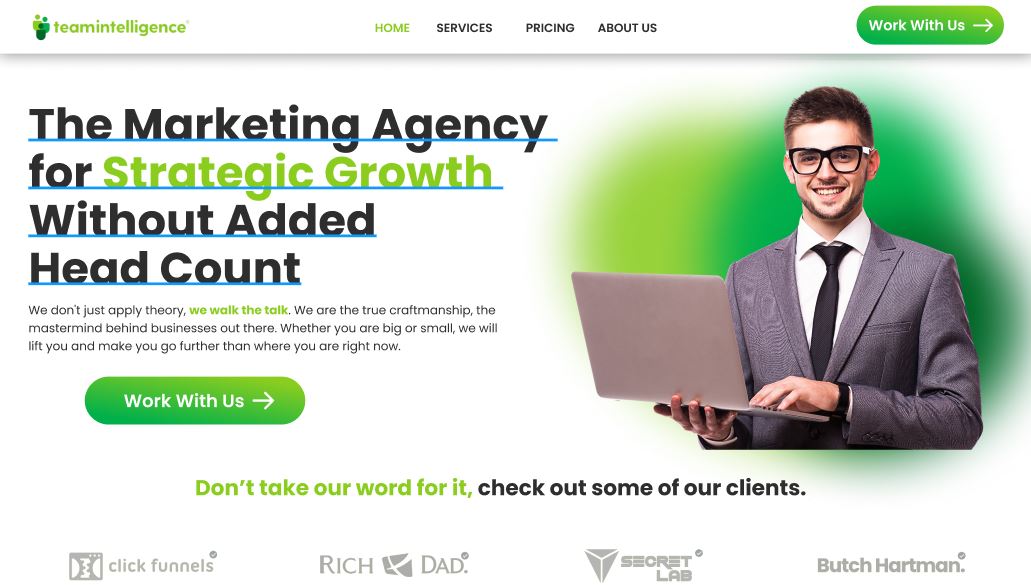 teamintelligence
HOME SERVICES PRICING ABOUT US
Work With Us
The Marketing Agency
for Strategic Growth
Without Added
Head Count
We don't just apply theory, we walk the talk. We are the true craftmanship, the
mastermind behind businesses out there. Whether you are big or small, we will
lift you and make you go further than where you are right now.
Work With Us
Don’t take our word for it, check out some of our clients.
click funnels
RICH DAD.
SECRET
LAB
Butch Hartman.